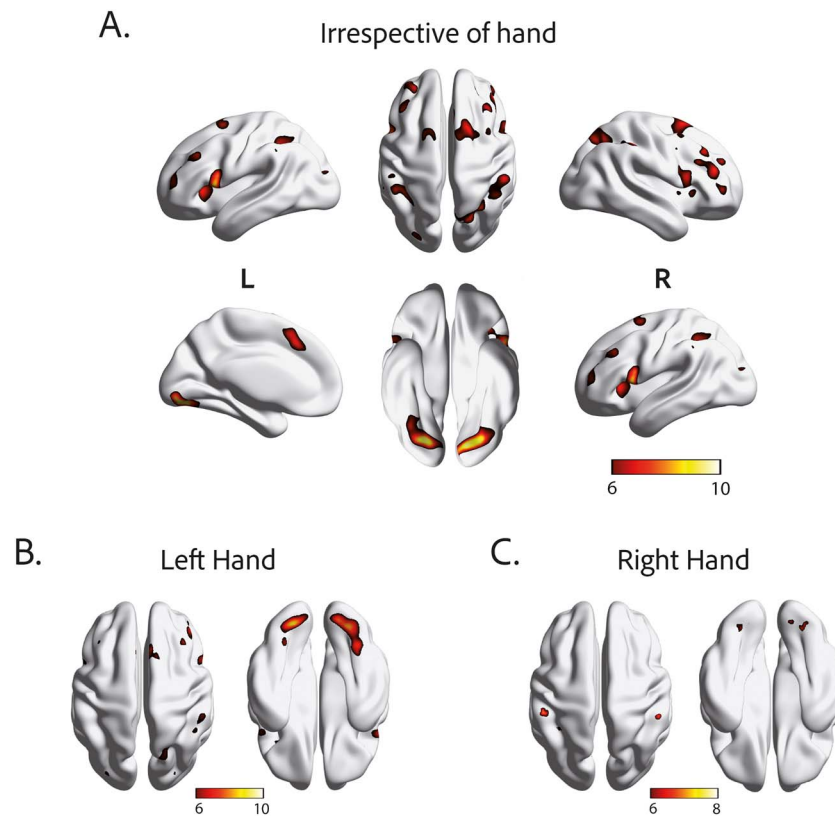 A.
Irrespective of hand
L
R
6 10
B.
Left Hand
C.
Right Hand
6 10
6 8